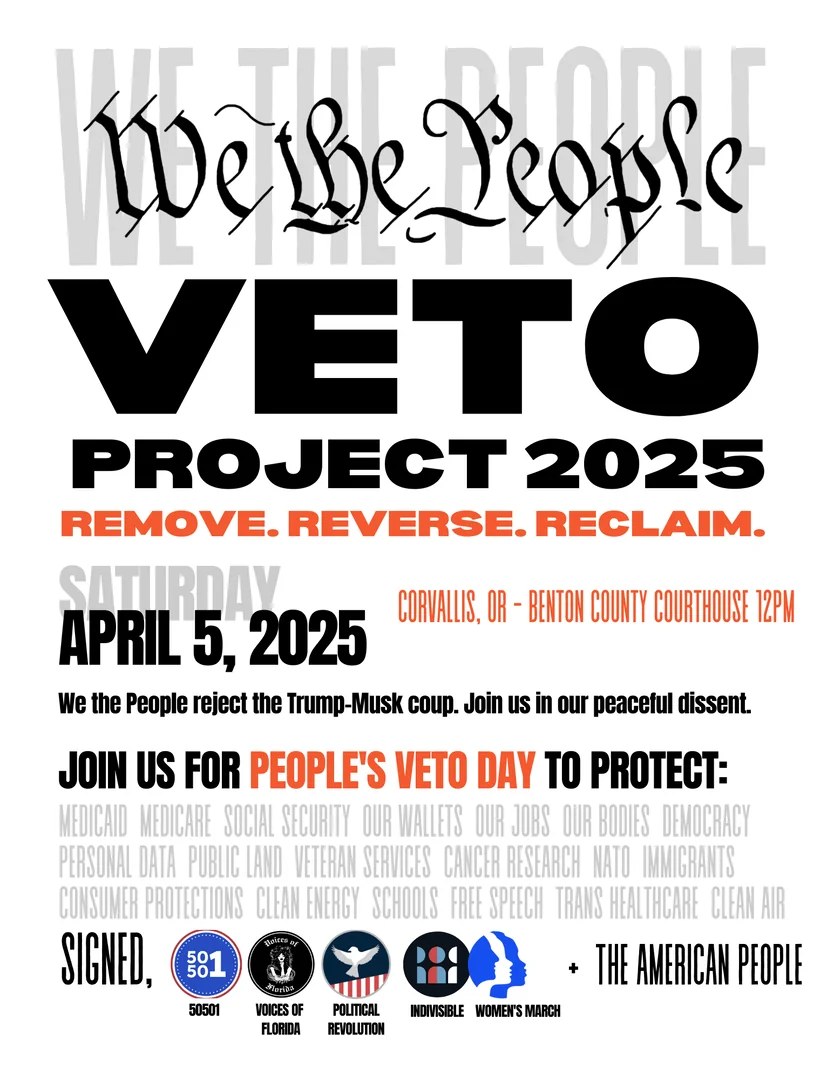 WE THE PEOPLE
We the People
VETO
PROJECT 2025
REMOVE. REVERSE. RECLAIM.
SATURDAY
APRIL 5, 2025
CORVALLIS, OR - BENTON COUNTY COURTHOUSE 12PM
We the People reject the Trump-Musk coup. Join us in our peaceful dissent.
JOIN US FOR PEOPLE'S VETO DAY TO PROTECT:
MEDICAID MEDICARE SOCIAL SECURITY OUR WALLETS OUR JOBS OUR BODIES DEMOCRACY
PERSONAL DATA PUBLIC LAND VETERAN SERVICES CANCER RESEARCH NATO IMMIGRANTS
CONSUMER PROTECTIONS CLEAN ENERGY SCHOOLS FREE SPEECH TRANS HEALTHCARE CLEAN AIR
SIGNED,
50
501
Voices of
Florida
+ THE AMERICAN PEOPLE
50501
VOICES OF
FLORIDA
POLITICAL
REVOLUTION
INDIVISIBLE
WOMEN'S MARCH